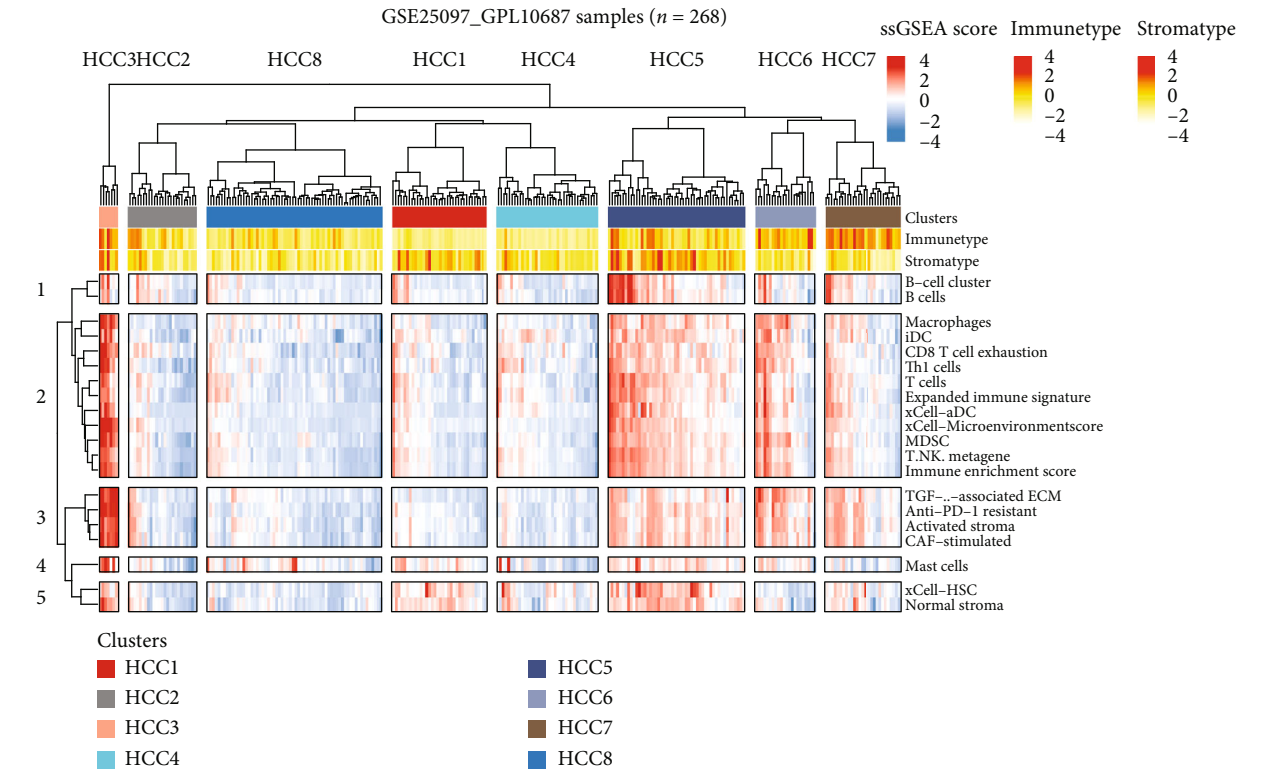 GSE25097_GPL10687 samples (n = 268)
HCC3 HCC2 HCC8 HCC1 HCC4 HCC5 HCC6 HCC7
ssGSEA score
4
2
0
−2
−4
Immunetype
4
2
0
−2
−4
Stromatype
4
2
0
−2
−4
Clusters
Immunetype
Stromatype
1
B−cell cluster
B cells
2
Macrophages
iDC
CD8 T cell exhaustion
Th1 cells
T cells
Expanded immune signature
xCell−aDC
xCell−Microenvironmentscore
MDSC
T.NK. metagene
Immune enrichment score
3
TGF−..−associated ECM
Anti−PD−1 resistant
Activated stroma
CAF−stimulated
4
Mast cells
5
xCell−HSC
Normal stroma
Clusters
HCC1
HCC2
HCC3
HCC4
HCC5
HCC6
HCC7
HCC8